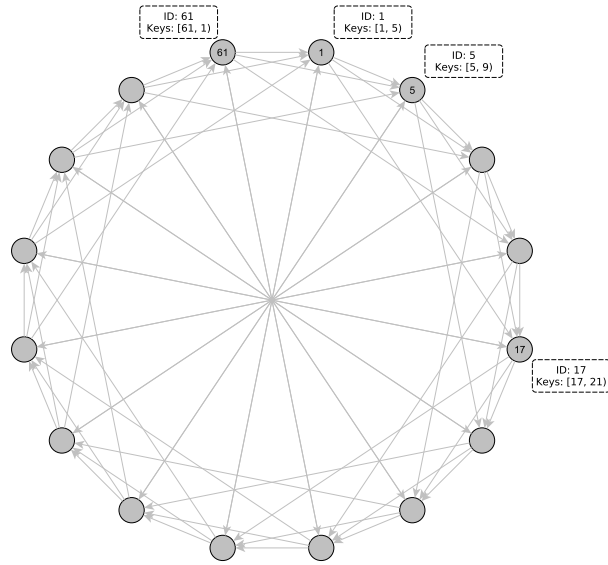 ID: 61
Keys: [61, 1)
ID: 1
Keys: [1, 5)
61
1
ID: 5
Keys: [5, 9)
5
17
ID: 17
Keys: [17, 21)